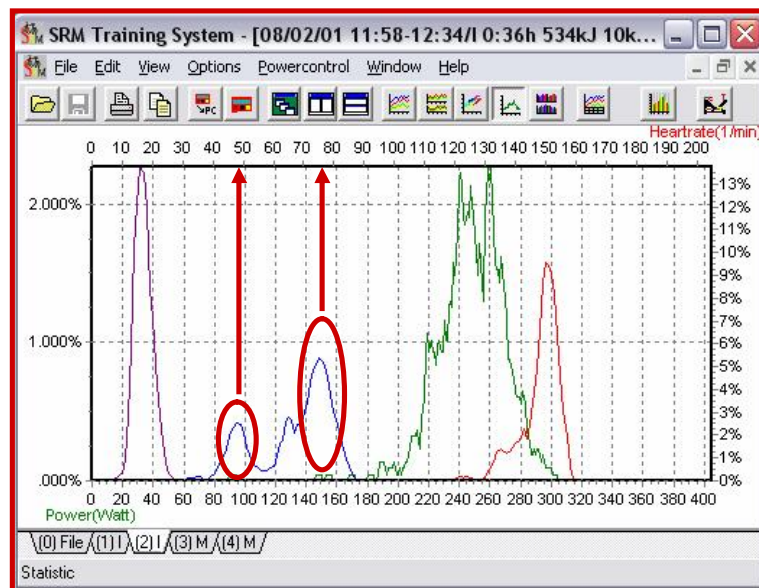 SRM Training System - [08/02/01 11:58-12:34/I 0:36h 534kJ 10k...
File Edit View Options Powercontrol Window Help
PC
Heartrate(1/min)
0 10 20 30 40 50 60 70 80 90 100 110 120 130 140 150 160 170 180 190 200
2.000%
1.000%
.000%
13%
12%
11%
10%
9%
8%
7%
6%
5%
4%
3%
2%
1%
0%
0 20 40 60 80 100 120 140 160 180 200 220 240 260 280 300 320 340 360 380 400
Power(Watt)
(0) File (1) I (2) I (3) M (4) M
Statistic